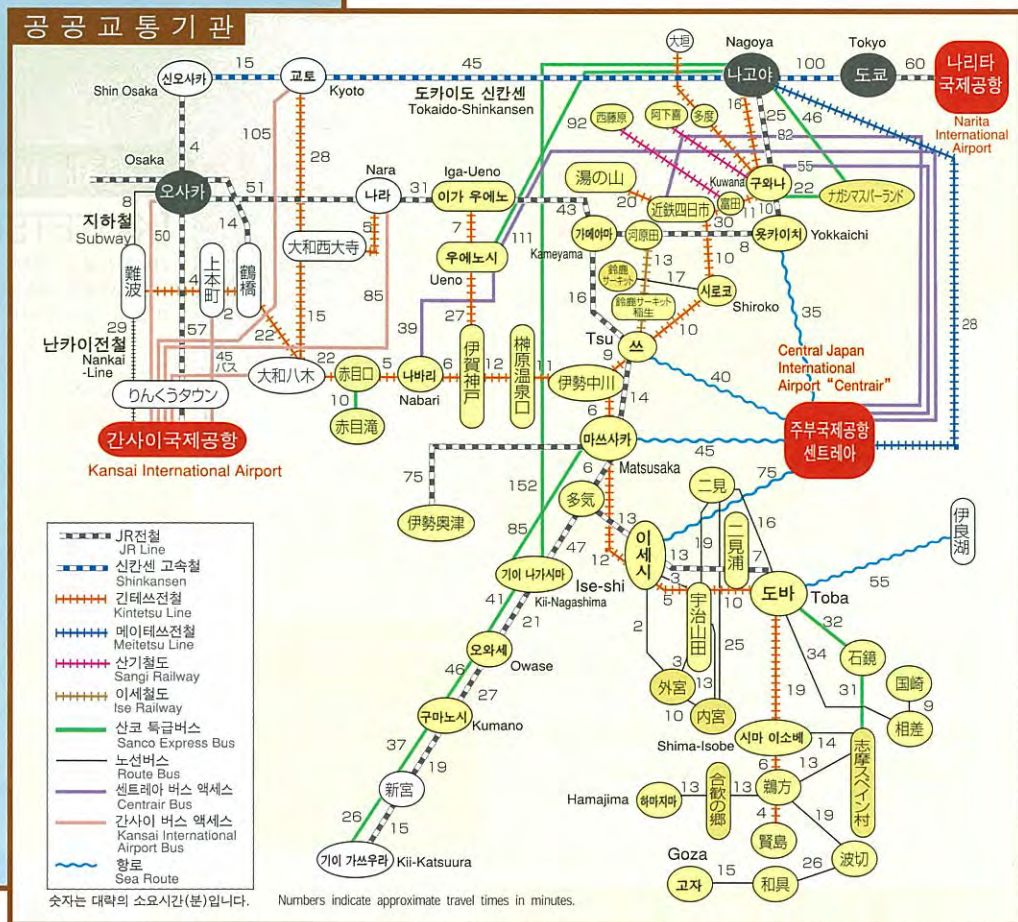 공공교통기관
大垣
Nagoya
Tokyo
15
45
100
60
신오사카
교토
나고야
도쿄
나리타
국제공항
Shin Osaka
Kyoto
도카이도 신칸센
Tokaido-Shinkansen
Narita
International
Airport
16
25
46
105
92
西藤原
阿下喜
多度
82
4
28
Osaka
Nara
Iga-Ueno
55
오사카
51
나라
31
이가 우에노
湯の山
Kuwana
구와나
22
ナガシマスパーランド
8
지하철
Subway
50
14
5
7
43
20
近鉄四日市
富田
11
10
30
大和西大寺
우에노시
111
가메야마
河原田
8
욧카이치
Yokkaichi
Kameyama
Ueno
難波
4
上本町
鶴橋
85
鈴鹿
サーキット
13
17
10
시로코
Shiroko
35
28
2
15
39
27
16
鈴鹿サーキット
稲生
10
29
57
22
Tsu
쓰
Central Japan
International
Airport “Centrair”
난카이전철
Nankai
-Line
45
バス
22
9
40
りんくうタウン
大和八木
赤目口
5
나바리
6
伊賀神戸
12
榊原温泉口
11
伊勢中川
Nabari
10
赤目滝
6
14
주부국제공항
센트레아
간사이국제공항
Kansai International Airport
마쓰사카
45
Matsusaka
75
75
152
6
二見
伊勢奥津
85
多気
13
16
伊良湖
JR전철
JR Line
신칸센 고속철
Shinkansen
긴테쓰전철
Kintetsu Line
메이테쓰전철
Meitetsu Line
산기철도
Sangi Railway
이세철도
Ise Railway
산코 특급버스
Sanco Express Bus
노선버스
Route Bus
센트레아 버스 액세스
Centrair Bus
간사이 버스 액세스
Kansai International
Airport Bus
항로
Sea Route
47
12
이세시
19
二見浦
13
7
3
55
기이 나가시마
Ise-shi
5
10
도바
Toba
Kii-Nagashima
宇治山田
41
21
2
25
32
오와세
Owase
34
石鏡
3
13
46
27
外宮
19
31
国崎
구마노시
Kumano
10
内宮
9
Shima-Isobe
시마 이소베
14
相差
37
19
6
13
志摩スペイン村
新宮
Hamajima
하마지마
13
合歓の郷
13
鵜方
26
15
4
19
기이 가쓰우라
Kii-Katsuura
賢島
Goza
波切
고자
15
和具
26
숫자는 대략의 소요시간(분)입니다.
Numbers indicate approximate travel times in minutes.